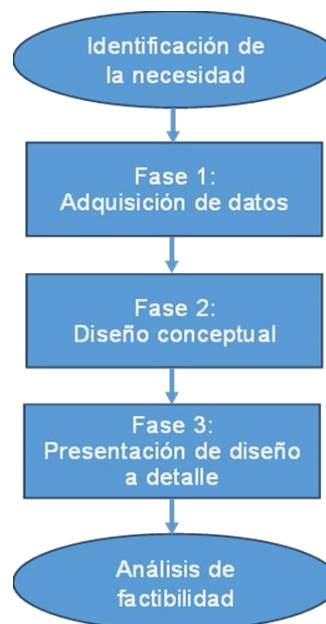 Identificación de
la necesidad
Fase 1:
Adquisición de datos
Fase 2:
Diseño conceptual
Fase 3:
Presentación de diseño
a detalle
Análisis de
factibilidad